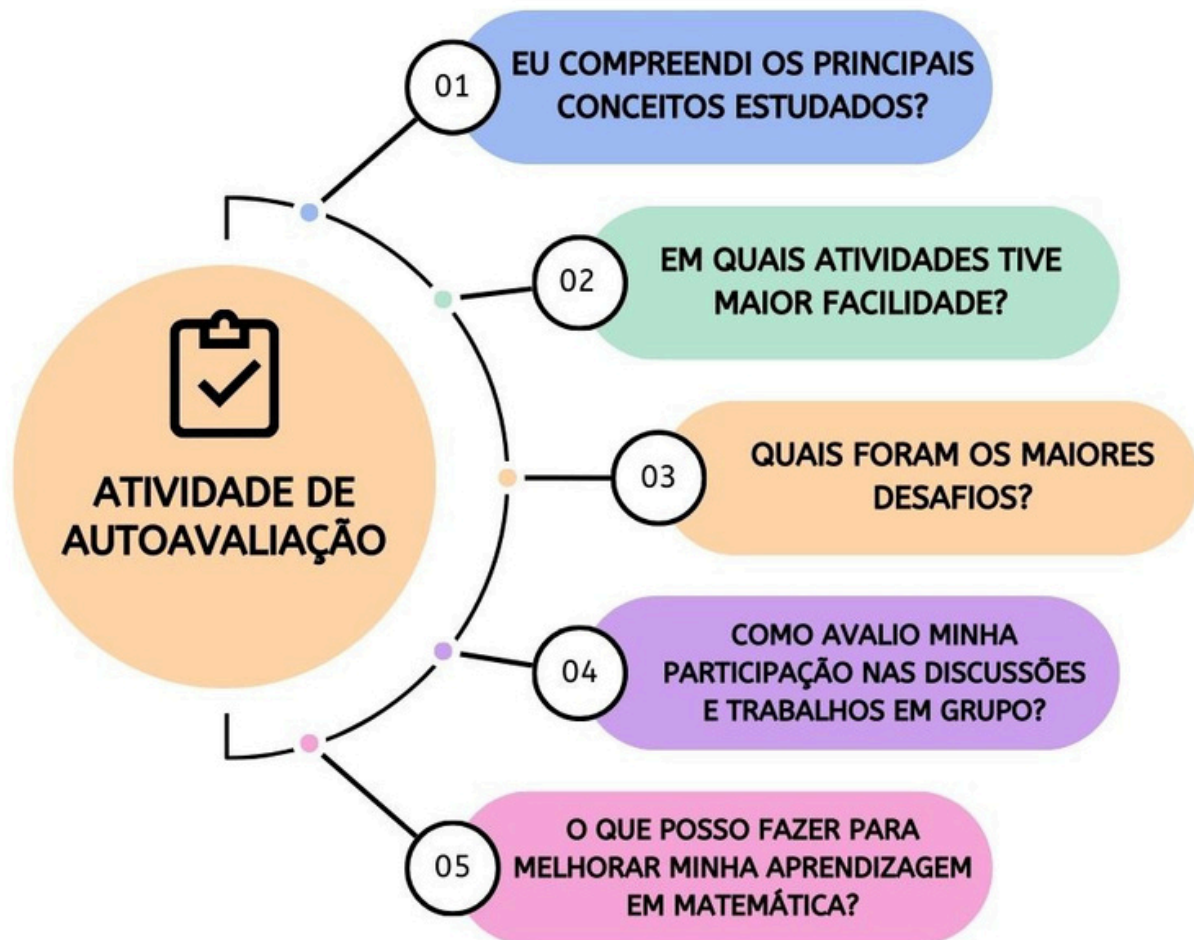 01
EU COMPREENDI OS PRINCIPAIS
CONCEITOS ESTUDADOS?
02
EM QUAIS ATIVIDADES TIVE
MAIOR FACILIDADE?
ATIVIDADE DE
AUTOAVALIAÇÃO
03
QUAIS FORAM OS MAIORES
DESAFIOS?
04
COMO AVALIO MINHA
PARTICIPAÇÃO NAS DISCUSSÕES
E TRABALHOS EM GRUPO?
05
O QUE POSSO FAZER PARA
MELHORAR MINHA APRENDIZAGEM
EM MATEMÁTICA?